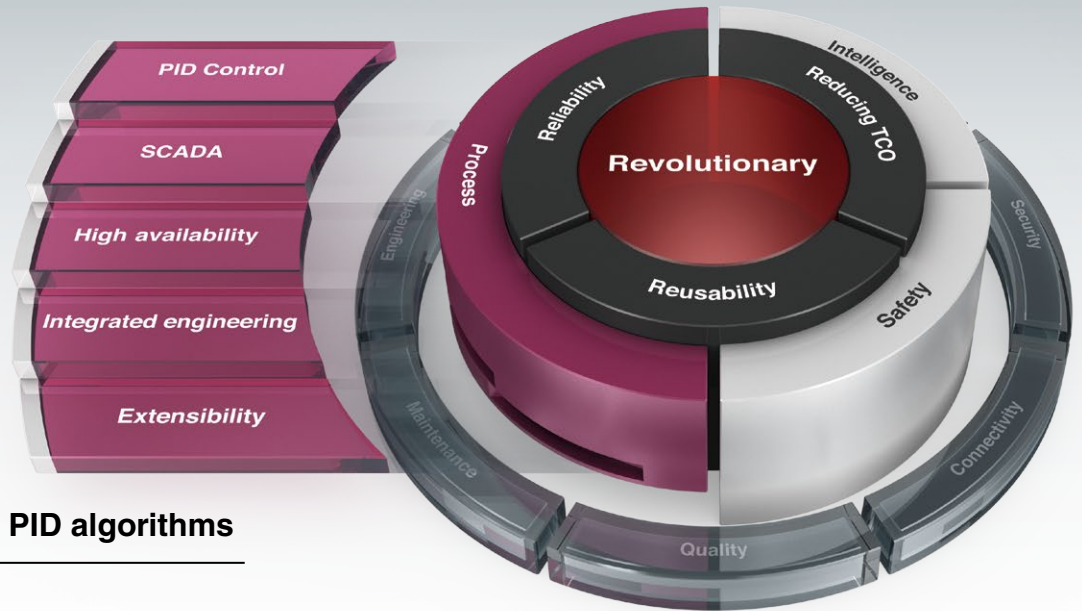 PID Control
SCADA
High availability
Integrated engineering
Extensibility
PID algorithms
Process
Reliability
Intelligence
Reducing TCO
Revolutionary
Reusability
Safety
Engineering
Maintenance
Quality
Connectivity
Security